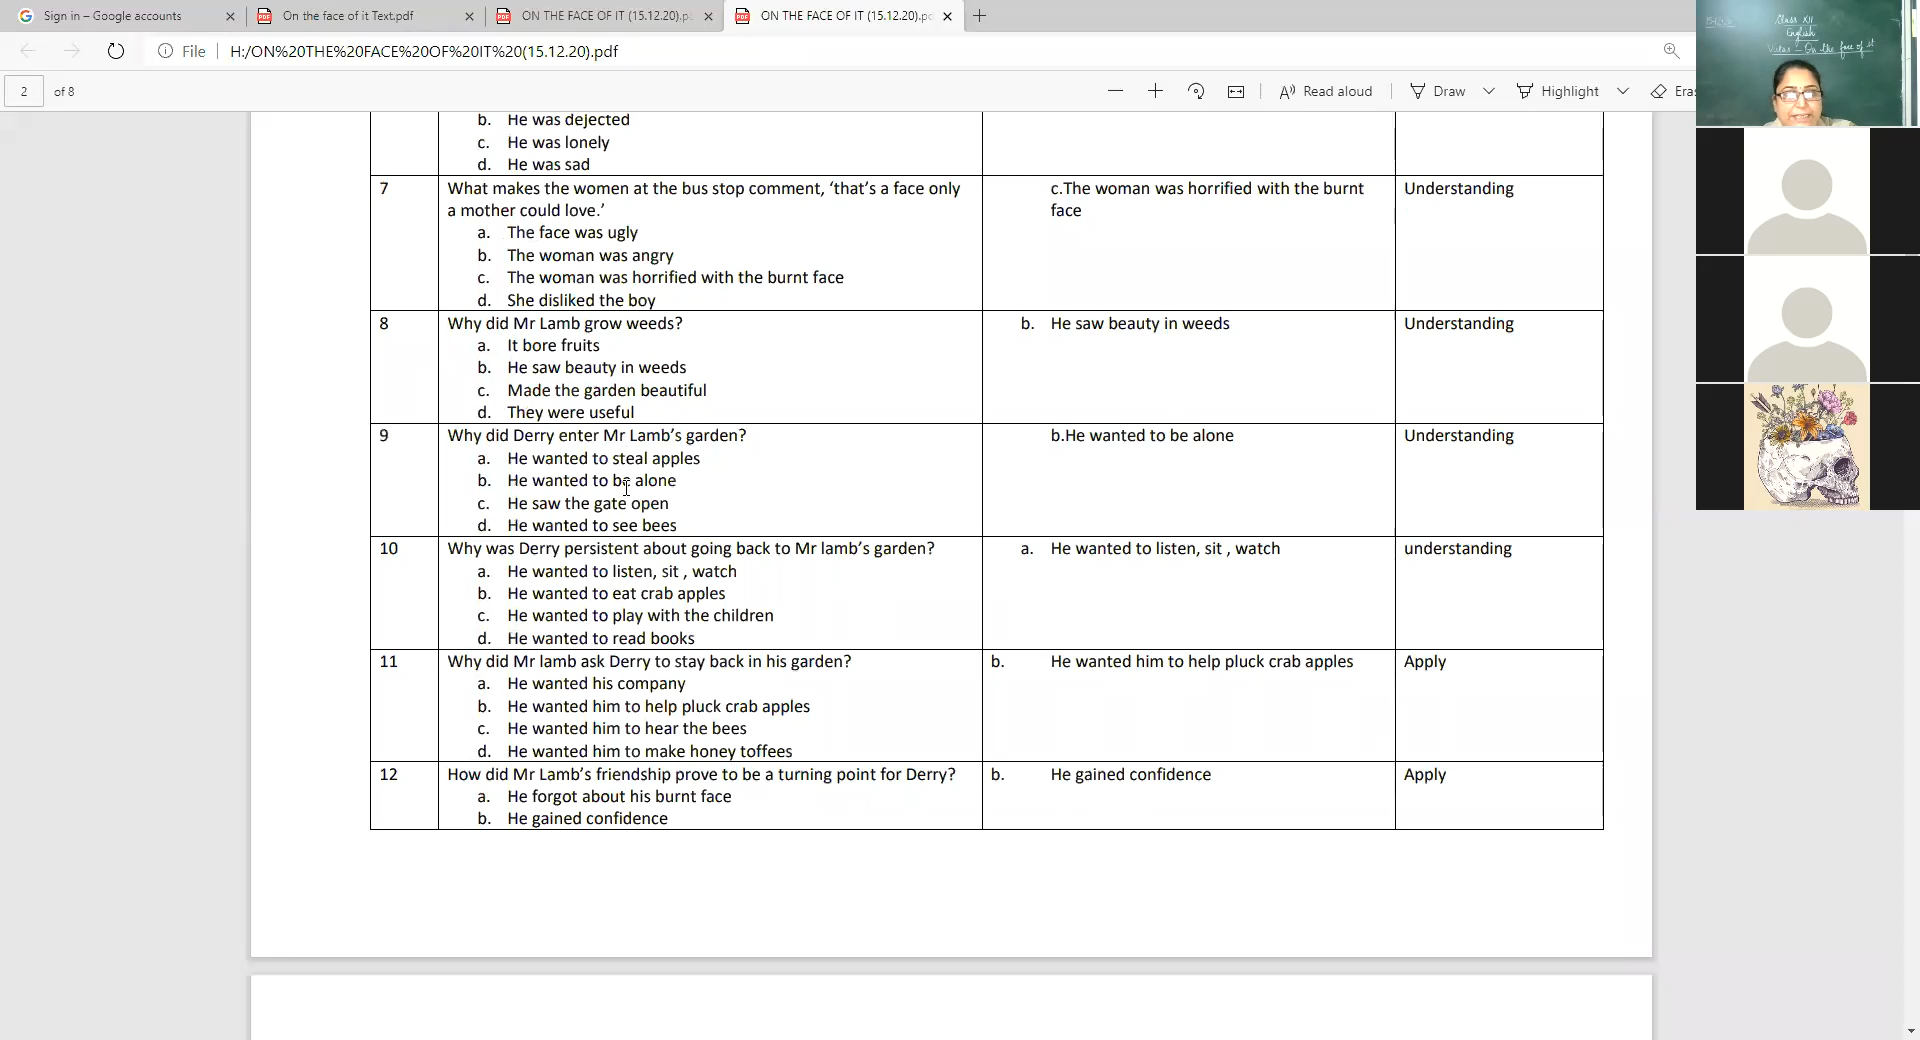 Sign in – Google accounts
On the face of it Text.pdf
ON THE FACE OF IT (15.12.20).p
ON THE FACE OF IT (15.12.20).pd
File
H:/ON%20THE%20FACE%20OF%20IT%20(15.12.20).pdf
2 of 8
Read aloud
Draw
Highlight
Eras
Class XII
English
Vistas – On the face of it
b. He was dejected
c. He was lonely
d. He was sad
7 What makes the women at the bus stop comment, ‘that’s a face only c.The woman was horrified with the burnt Understanding
a mother could love.’ face
a. The face was ugly
b. The woman was angry
c. The woman was horrified with the burnt face
d. She disliked the boy
8 Why did Mr Lamb grow weeds? b. He saw beauty in weeds Understanding
a. It bore fruits
b. He saw beauty in weeds
c. Made the garden beautiful
d. They were useful
9 Why did Derry enter Mr Lamb’s garden? b.He wanted to be alone Understanding
a. He wanted to steal apples
b. He wanted to be alone
c. He saw the gate open
d. He wanted to see bees
10 Why was Derry persistent about going back to Mr lamb’s garden? a. He wanted to listen, sit , watch understanding
a. He wanted to listen, sit , watch
b. He wanted to eat crab apples
c. He wanted to play with the children
d. He wanted to read books
11 Why did Mr lamb ask Derry to stay back in his garden? b. He wanted him to help pluck crab apples Apply
a. He wanted his company
b. He wanted him to help pluck crab apples
c. He wanted him to hear the bees
d. He wanted him to make honey toffees
12 How did Mr Lamb’s friendship prove to be a turning point for Derry? b. He gained confidence Apply
a. He forgot about his burnt face
b. He gained confidence